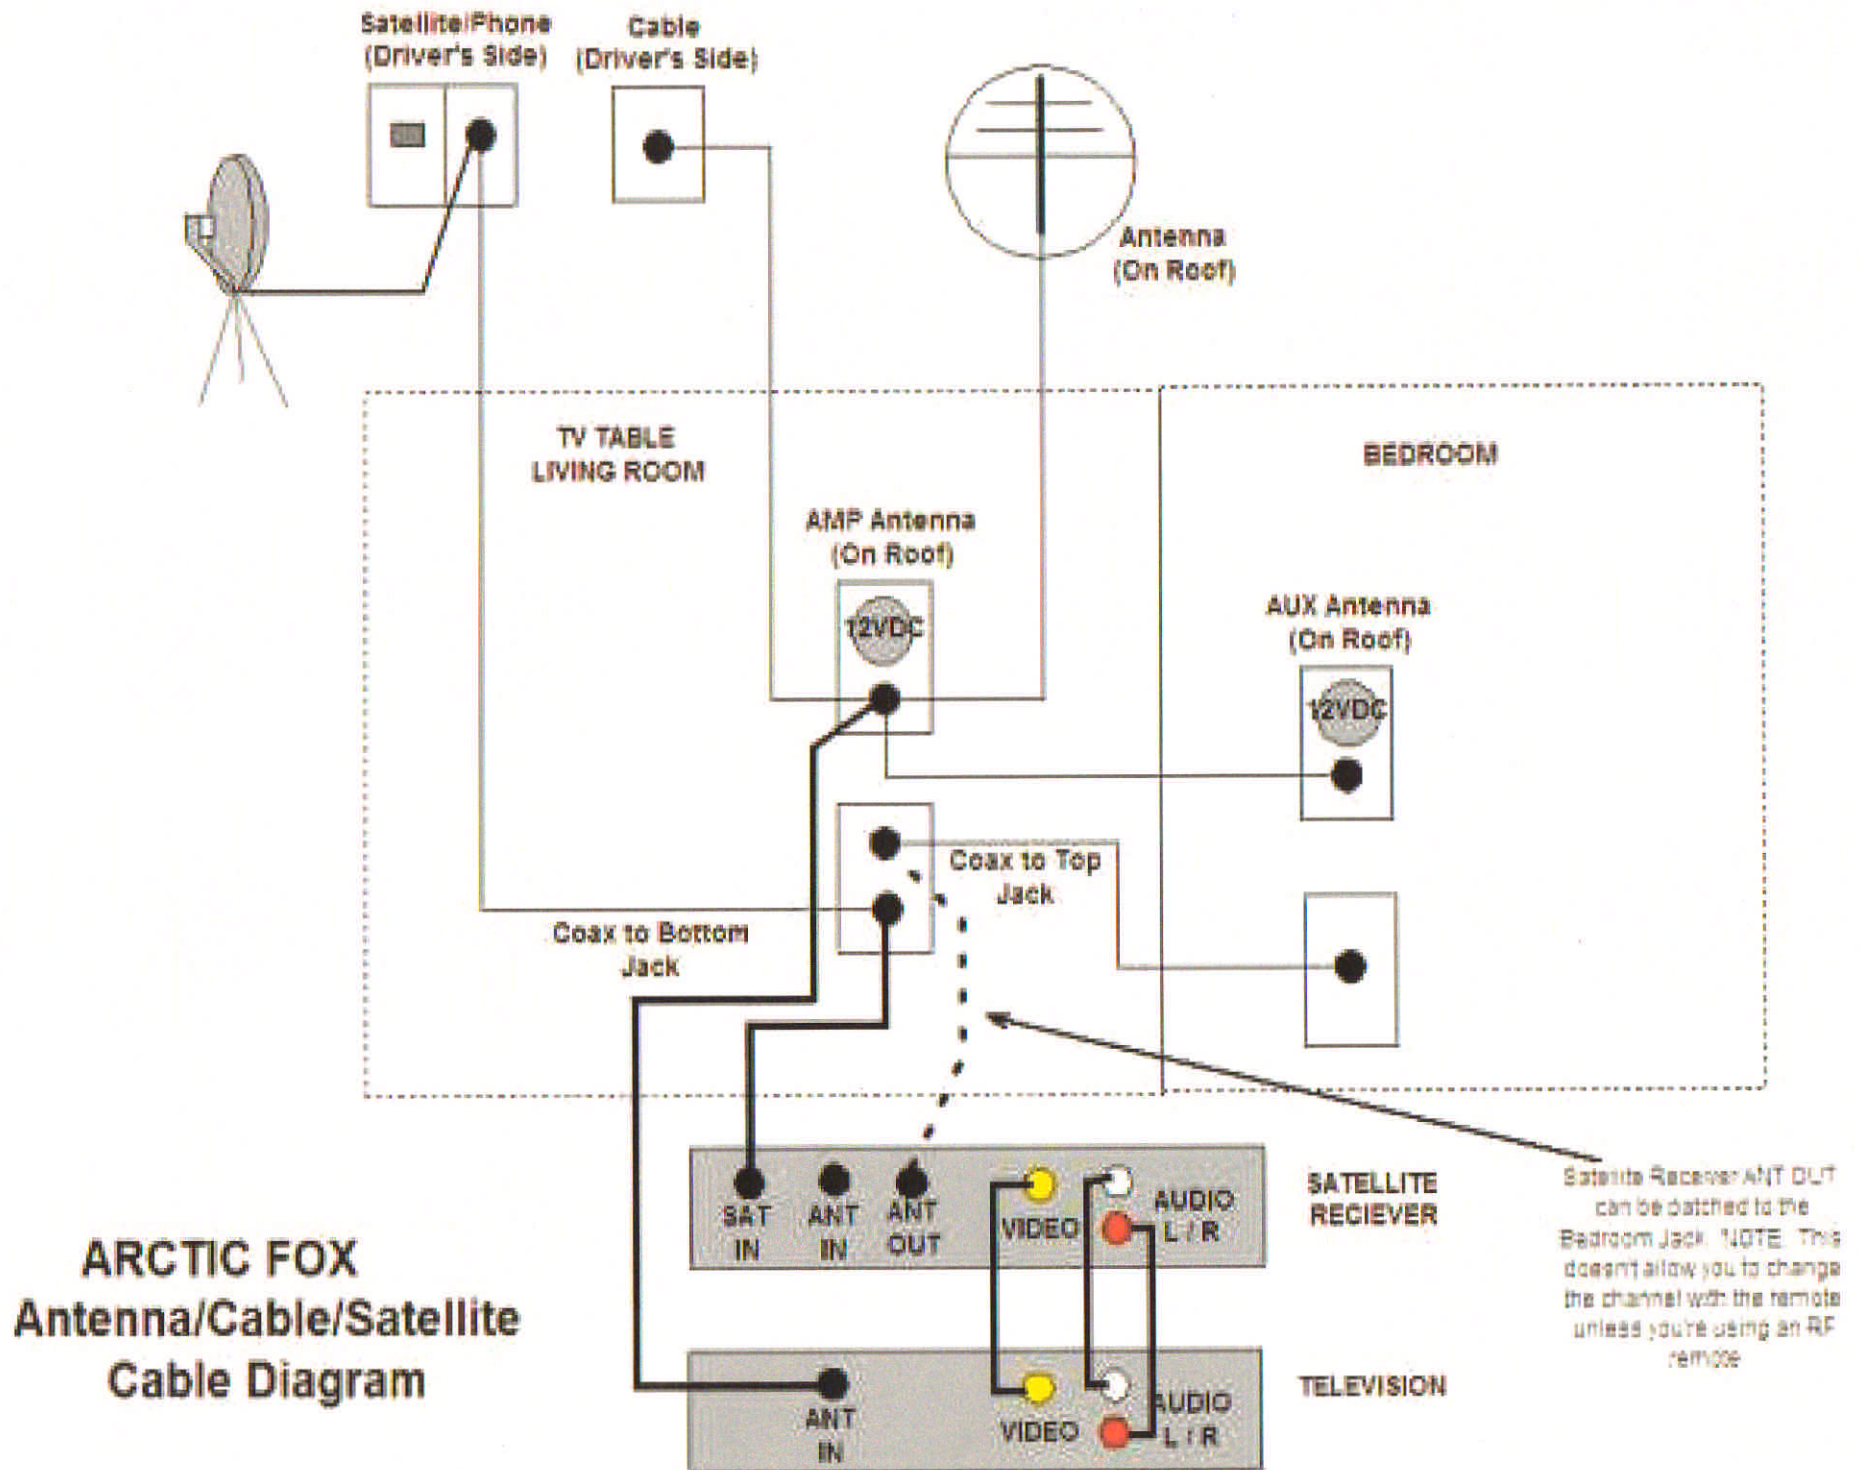 Satellite/Phone
(Driver's Side)
Cable
(Driver's Side)
Antenna
(On Roof)
TV TABLE
LIVING ROOM
BEDROOM
AMP Antenna
(On Roof)
12VDC
AUX Antenna
(On Roof)
12VDC
Coax to Top
Jack
Coax to Bottom
Jack
SAT
IN
ANT
IN
ANT
OUT
VIDEO
AUDIO
L / R
SATELLITE
RECIEVER
Satellite Receiver ANT OUT
can be patched to the
Bedroom Jack. NOTE: This
doesn't allow you to change
the channel with the remote
unless you're using an RF
remote
ARCTIC FOX
Antenna/Cable/Satellite
Cable Diagram
ANT
IN
VIDEO
AUDIO
L / R
TELEVISION